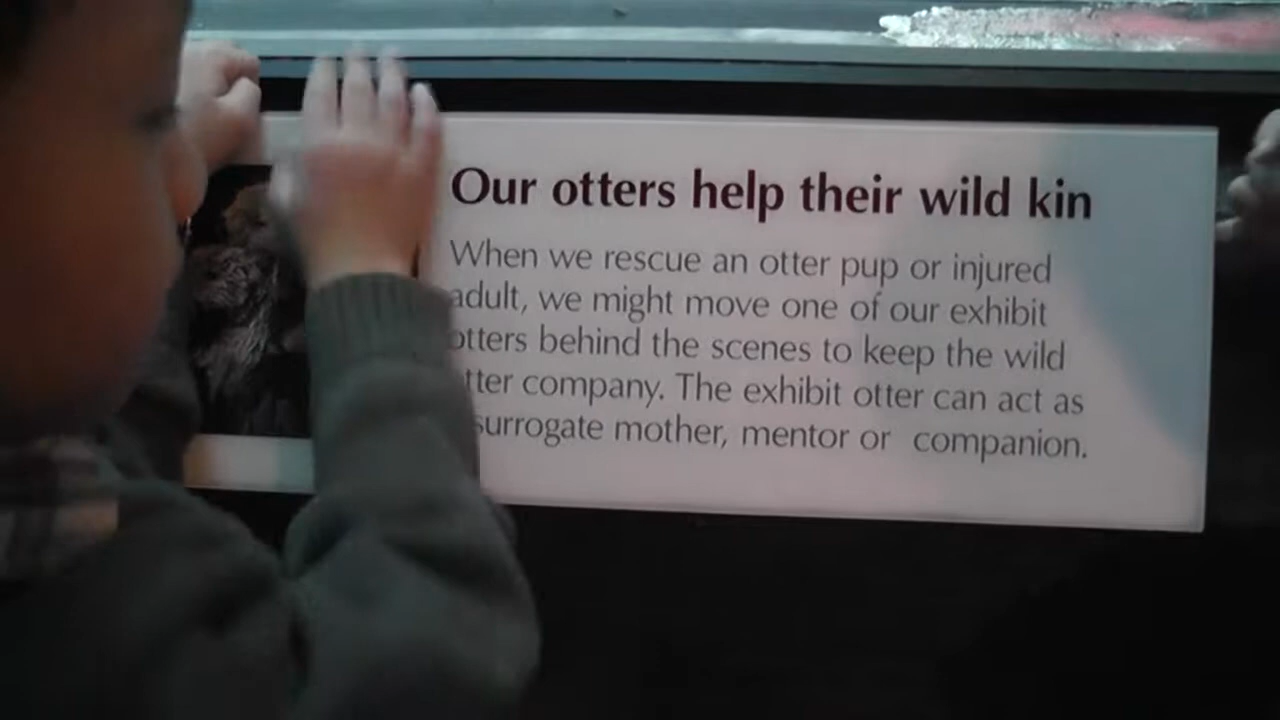 Our otters help their wild kin
When we rescue an otter pup or injured
adult, we might move one of our exhibit
otters behind the scenes to keep the wild
tter company. The exhibit otter can act as
surrogate mother, mentor or companion.